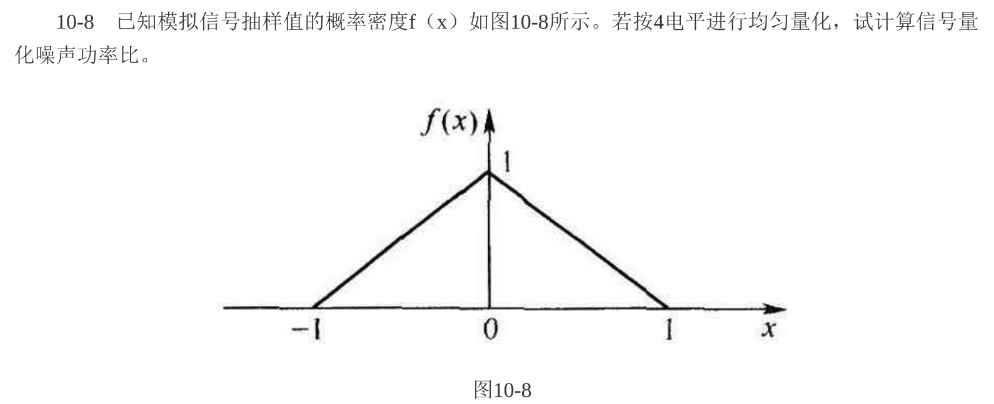 10-8 已知模拟信号抽样值的概率密度f（x）如图10-8所示。若按4电平进行均匀量化，试计算信号量
化噪声功率比。
f(x)
1
−1
0
1
x
图10-8